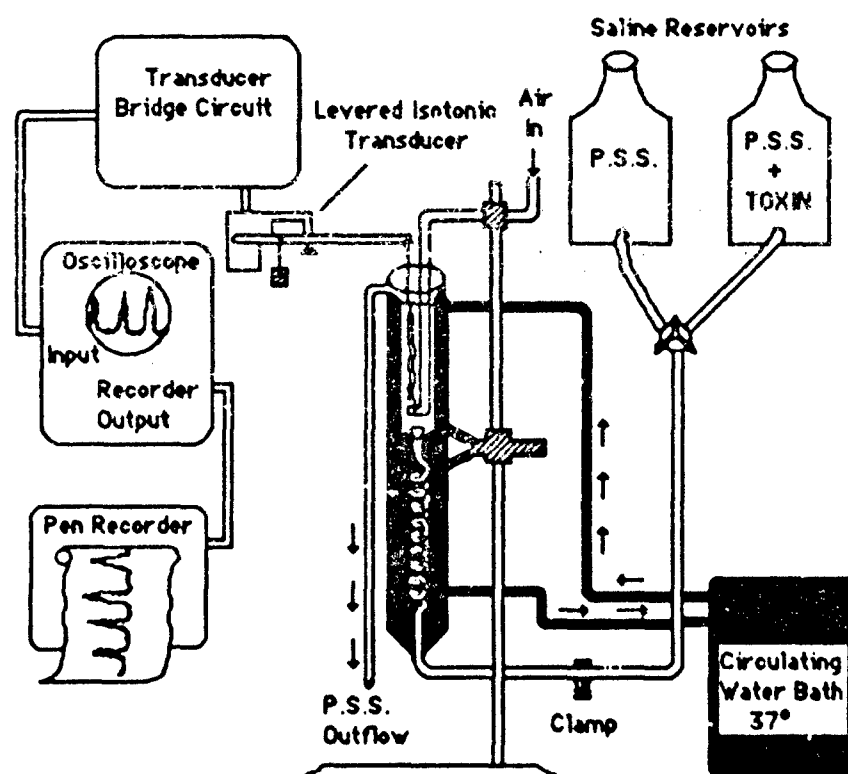 Saline Reservoirs
Transducer
Bridge Circuit
Levered Isotonic
Transducer
Air
In
P.S.S.
P.S.S.
+
TOXIN
Oscilloscope
Input
Recorder
Output
Pen Recorder
P.S.S.
Outflow
Clamp
Circulating
Water Bath
37°